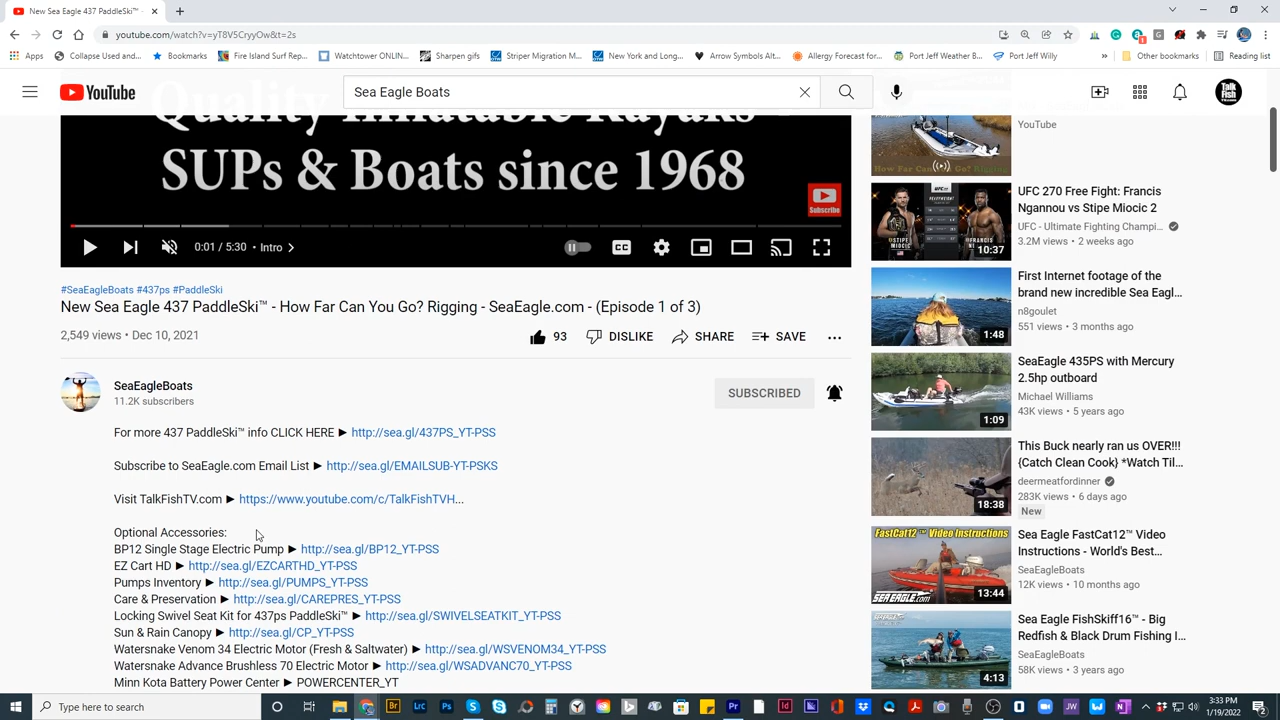 New Sea Eagle 437 PaddleSki™ -
youtube.com/watch?v=yT8V5CryyOw&t=2s
Apps
Collapse Used and...
Bookmarks
Fire Island Surf Rep...
Watchtower ONLIN...
Sharpen gifs
Striper Migration M...
New York and Long...
Arrow Symbols Alt...
Allergy Forecast for...
Port Jeff Weather B...
Port Jeff Willy
»
Other bookmarks
Reading list
YouTube
Sea Eagle Boats
Talk
Fish
Quality Inflatable Kayaks
SUPs & Boats since 1968
Subscribe
0:01 / 5:30 • Intro
CC
#SeaEagleBoats #437ps #PaddleSki
New Sea Eagle 437 PaddleSki™ - How Far Can You Go? Rigging - SeaEagle.com - (Episode 1 of 3)
2,549 views • Dec 10, 2021
93
DISLIKE
SHARE
SAVE
SeaEagleBoats
11.2K subscribers
SUBSCRIBED
For more 437 PaddleSki™ info CLICK HERE ► http://sea.gl/437PS_YT-PSS
Subscribe to SeaEagle.com Email List ► http://sea.gl/EMAILSUB-YT-PSKS
Visit TalkFishTV.com ► https://www.youtube.com/c/TalkFishTVH...
Optional Accessories:
BP12 Single Stage Electric Pump ► http://sea.gl/BP12_YT-PSS
EZ Cart HD ► http://sea.gl/EZCARTHD_YT-PSS
Pumps Inventory ► http://sea.gl/PUMPS_YT-PSS
Care & Preservation ► http://sea.gl/CAREPRES_YT-PSS
Locking Swivel Seat Kit for 437ps PaddleSki™ ► http://sea.gl/SWIVELSEATKIT_YT-PSS
Sun & Rain Canopy ► http://sea.gl/CP_YT-PSS
Watersnake Venom 34 Electric Motor (Fresh & Saltwater) ► http://sea.gl/WSVENOM34_YT-PSS
Watersnake Advance Brushless 70 Electric Motor ► http://sea.gl/WSADVANC70_YT-PSS
Minn Kota Battery Power Center ► POWERCENTER_YT
How Far Can You Go? Rigging
YouTube
10:37
UFC 270 Free Fight: Francis
Ngannou vs Stipe Miocic 2
UFC - Ultimate Fighting Champi...
3.2M views • 2 weeks ago
1:48
First Internet footage of the
brand new incredible Sea Eagl...
n8goulet
551 views • 3 months ago
1:09
SeaEagle 435PS with Mercury
2.5hp outboard
Michael Williams
43K views • 5 years ago
18:38
This Buck nearly ran us OVER!!!
{Catch Clean Cook} *Watch Til...
deermeatfordinner
283K views • 6 days ago
New
FastCat12™ Video Instructions
SEAEAGLE.com
13:44
Sea Eagle FastCat12™ Video
Instructions - World's Best...
SeaEagleBoats
12K views • 10 months ago
4:13
Sea Eagle FishSkiff16™ - Big
Redfish & Black Drum Fishing I...
SeaEagleBoats
58K views • 3 years ago
Type here to search
3:33 PM
1/19/2022